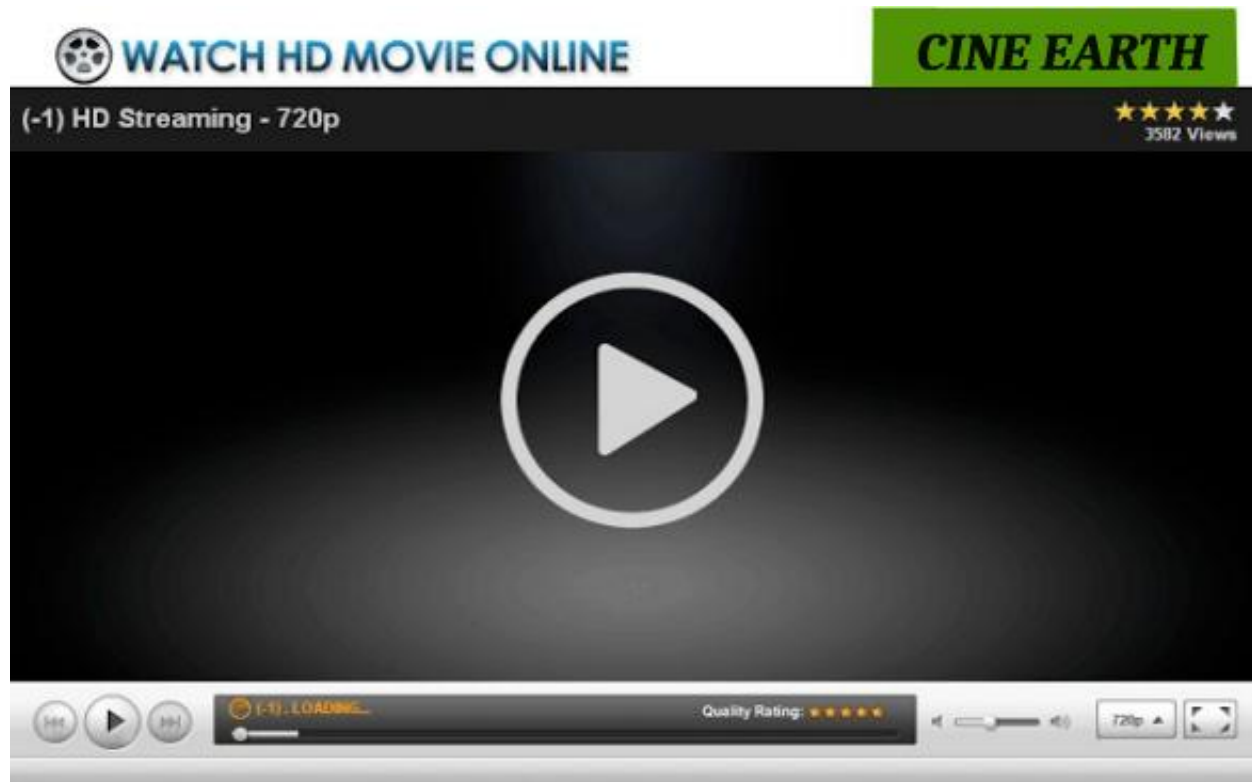 WATCH HD MOVIE ONLINE
CINE EARTH
(-1) HD Streaming - 720p
3582 Views
(-1). LOADING...
Quality Rating:
720p